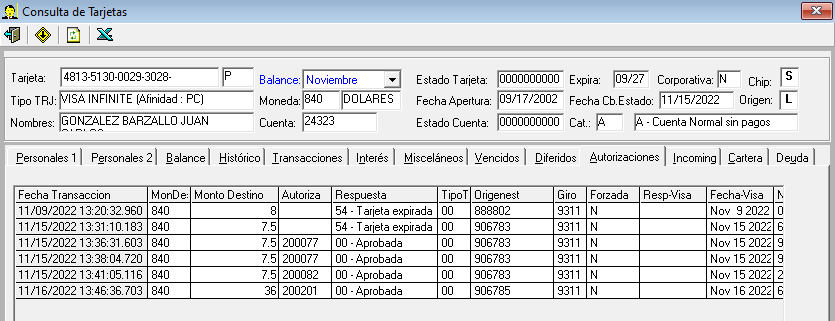 Consulta de Tarjetas
Tarjeta: 4813-5130-0029-3028- P Balance: Noviembre Estado Tarjeta: 0000000000 Expira: 09/27 Corporativa: N Chip: S
Tipo TRJ: VISA INFINITE (Afinidad : PC) Moneda: 840 DOLARES Fecha Apertura: 09/17/2002 Fecha Cb.Estado: 11/15/2022 Origen: L
Nombres: GONZALEZ BARZALLO JUAN Cuenta: 24323 Estado Cuenta: 0000000000 Cat.: A A - Cuenta Normal sin pagos
Personales 1 Personales 2 Balance Histórico Transacciones Interés Misceláneos Vencidos Diferidos Autorizaciones Incoming Cartera Deuda
Fecha Transaccion MonDe: Monto Destino Autoriza Respuesta TipoT Origenest Giro Forzada Resp-Visa Fecha-Visa N
11/09/2022 13:20:32.960 840 8 54 - Tarjeta expirada 00 888802 9311 N Nov 9 2022 0
11/15/2022 13:31:10.183 840 7.5 54 - Tarjeta expirada 00 906783 9311 N Nov 15 2022 6
11/15/2022 13:36:31.603 840 7.5 200077 00 - Aprobada 00 906783 9311 N Nov 15 2022 6
11/15/2022 13:38:04.720 840 7.5 200077 00 - Aprobada 00 906783 9311 N Nov 15 2022 6
11/15/2022 13:41:05.116 840 7.5 200082 00 - Aprobada 00 906783 9311 N Nov 15 2022 2
11/16/2022 13:46:36.703 840 36 200201 00 - Aprobada 00 906785 9311 N Nov 16 2022 6